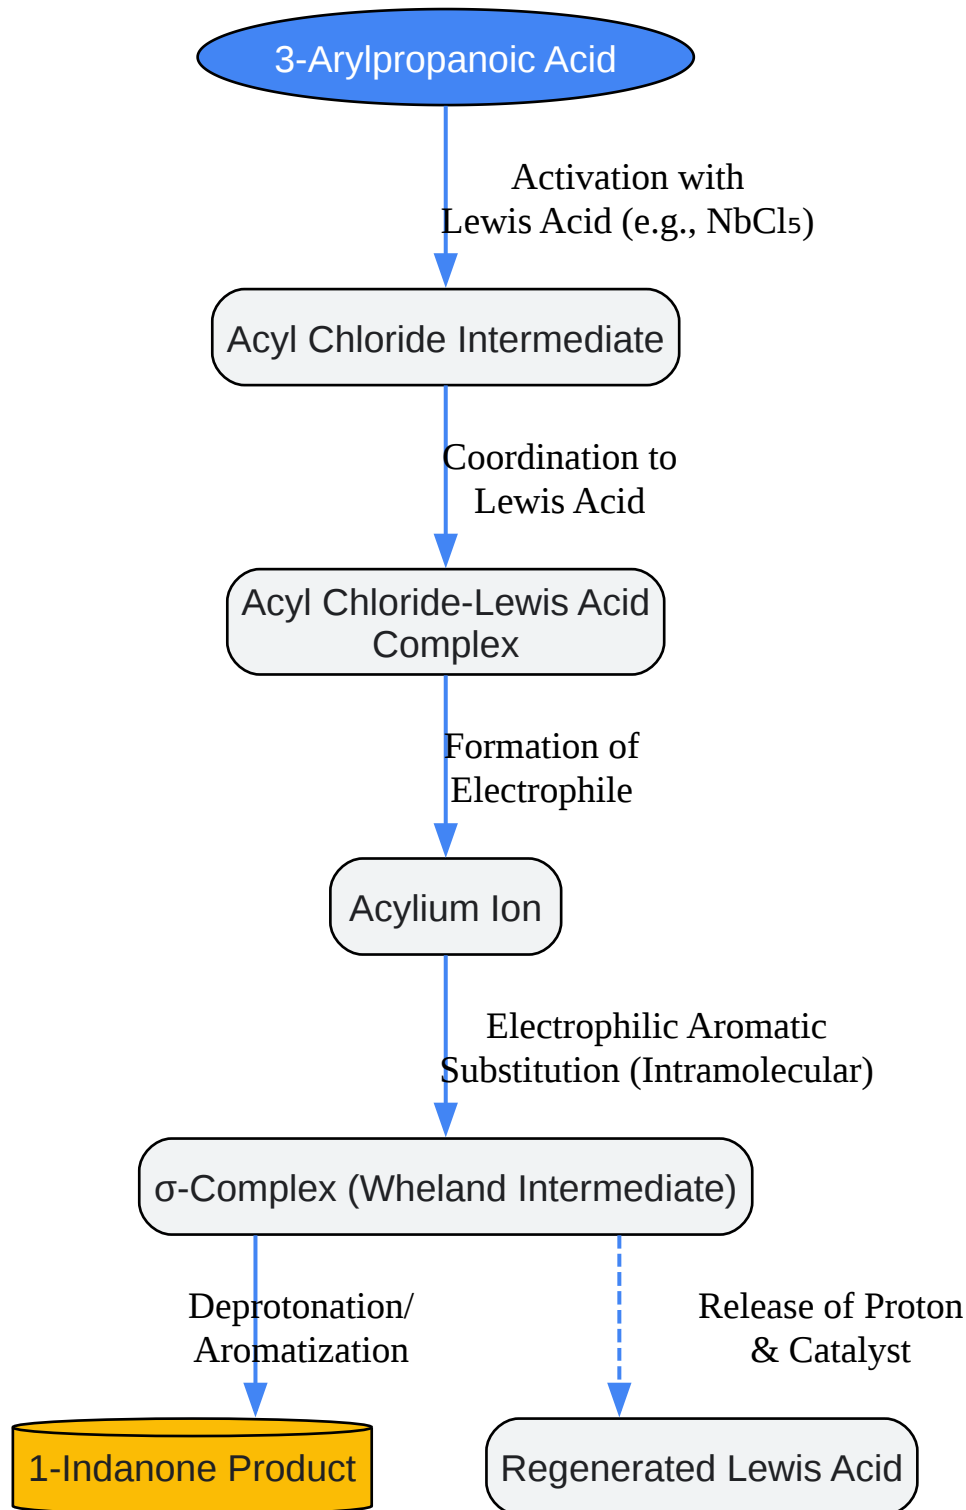 3-Arylpropanoic Acid
Activation with
Lewis Acid (e.g., NbCl₅)
Acyl Chloride Intermediate
Coordination to
Lewis Acid
Acyl Chloride-Lewis Acid
Complex
Formation of
Electrophile
Acylium Ion
Electrophilic Aromatic
Substitution (Intramolecular)
σ-Complex (Wheland Intermediate)
Deprotonation/
Aromatization
Release of Proton
& Catalyst
1-Indanone Product
Regenerated Lewis Acid